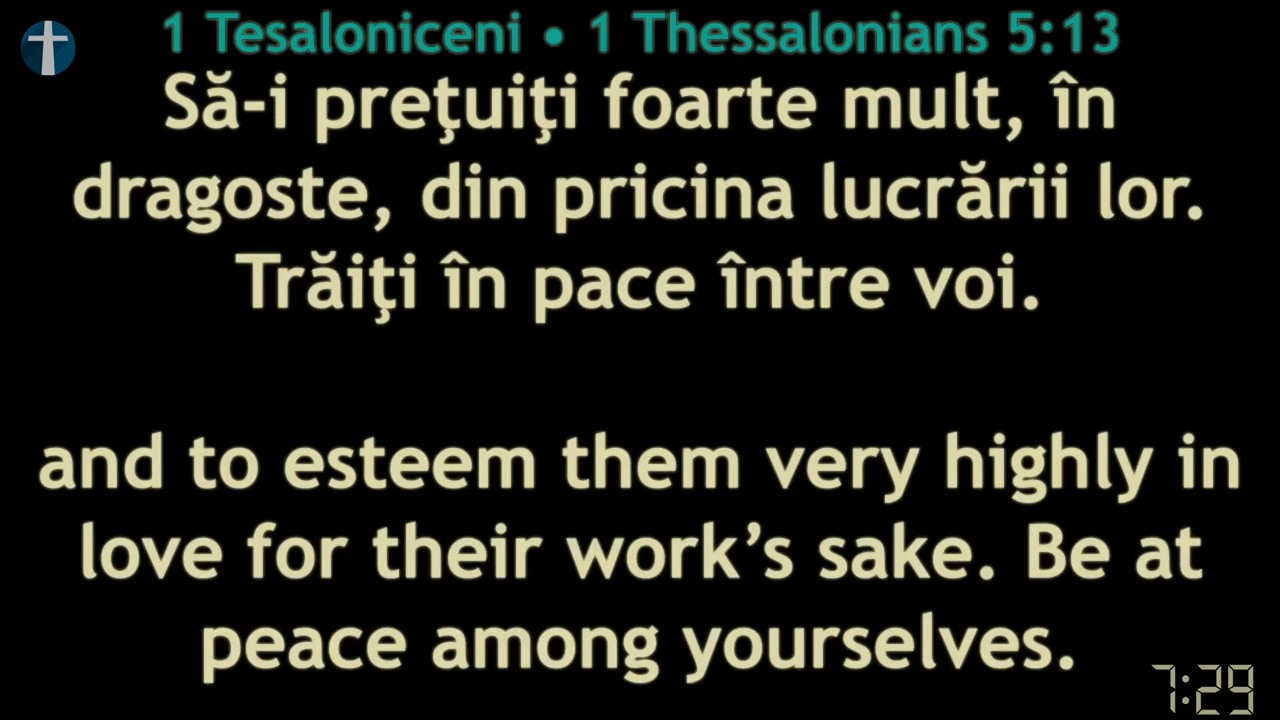 1 Tesaloniceni • 1 Thessalonians 5:13
Să-i preţuiţi foarte mult, în
dragoste, din pricina lucrării lor.
Trăiţi în pace între voi.
and to esteem them very highly in
love for their work’s sake. Be at
peace among yourselves.
7:29